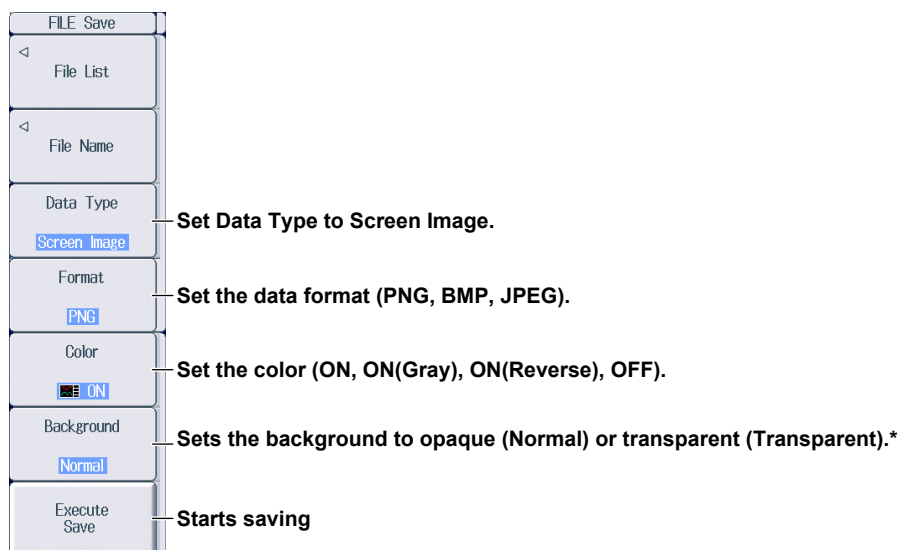 FILE Save
File List
File Name
Data Type
Screen Image
Set Data Type to Screen Image.
Format
PNG
Set the data format (PNG, BMP, JPEG).
Color
ON
Set the color (ON, ON(Gray), ON(Reverse), OFF).
Background
Normal
Sets the background to opaque (Normal) or transparent (Transparent).*
Execute
Save
Starts saving